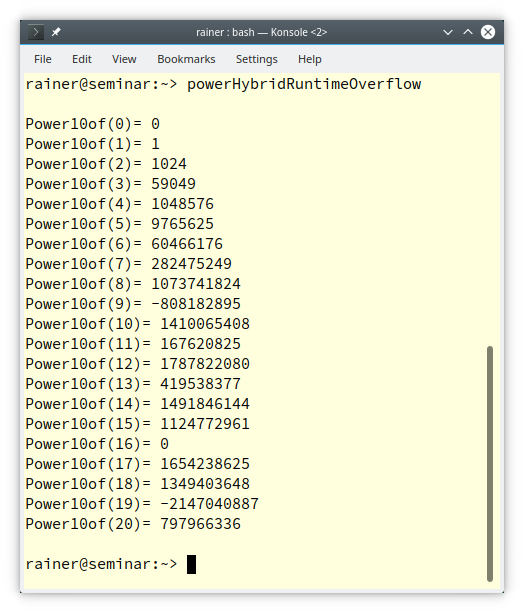 rainer : bash — Konsole <2>
File Edit View Bookmarks Settings Help
rainer@seminar:~> powerHybridRuntimeOverflow
Power10of(0)= 0
Power10of(1)= 1
Power10of(2)= 1024
Power10of(3)= 59049
Power10of(4)= 1048576
Power10of(5)= 9765625
Power10of(6)= 60466176
Power10of(7)= 282475249
Power10of(8)= 1073741824
Power10of(9)= -808182895
Power10of(10)= 1410065408
Power10of(11)= 167620825
Power10of(12)= 1787822080
Power10of(13)= 419538377
Power10of(14)= 1491846144
Power10of(15)= 1124772961
Power10of(16)= 0
Power10of(17)= 1654238625
Power10of(18)= 1349403648
Power10of(19)= -2147040887
Power10of(20)= 797966336
rainer@seminar:~>